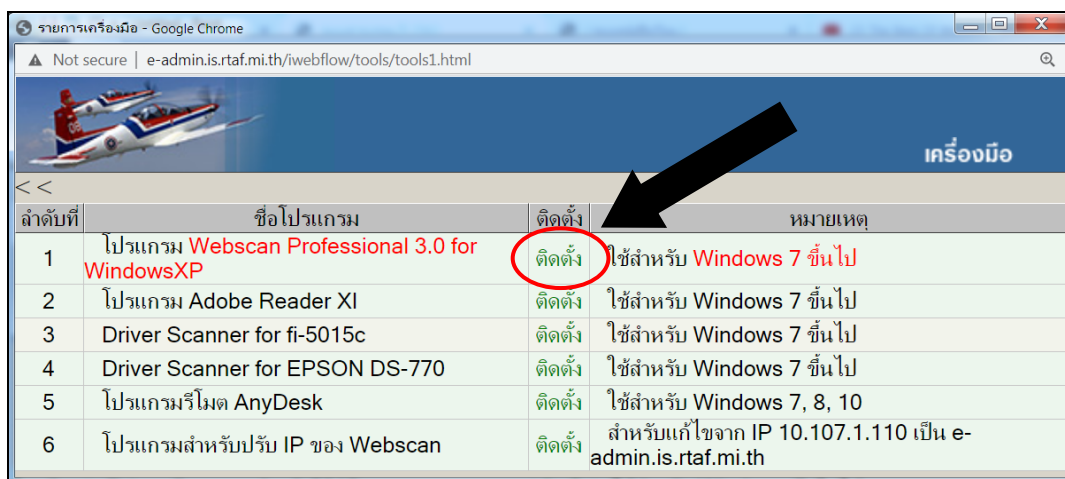 รายการเครื่องมือ - Google Chrome
Not secure | e-admin.is.rtaf.mi.th/iwebflow/tools/tools1.html
เครื่องมือ
<<
ลำดับที่ ชื่อโปรแกรม ติดตั้ง หมายเหตุ
1 โปรแกรม Webscan Professional 3.0 for WindowsXP ติดตั้ง ใช้สำหรับ Windows 7 ขึ้นไป
2 โปรแกรม Adobe Reader XI ติดตั้ง ใช้สำหรับ Windows 7 ขึ้นไป
3 Driver Scanner for fi-5015c ติดตั้ง ใช้สำหรับ Windows 7 ขึ้นไป
4 Driver Scanner for EPSON DS-770 ติดตั้ง ใช้สำหรับ Windows 7 ขึ้นไป
5 โปรแกรมรีโมต AnyDesk ติดตั้ง ใช้สำหรับ Windows 7, 8, 10
6 โปรแกรมสำหรับปรับ IP ของ Webscan ติดตั้ง สำหรับแก้ไขจาก IP 10.107.1.110 เป็น e-admin.is.rtaf.mi.th